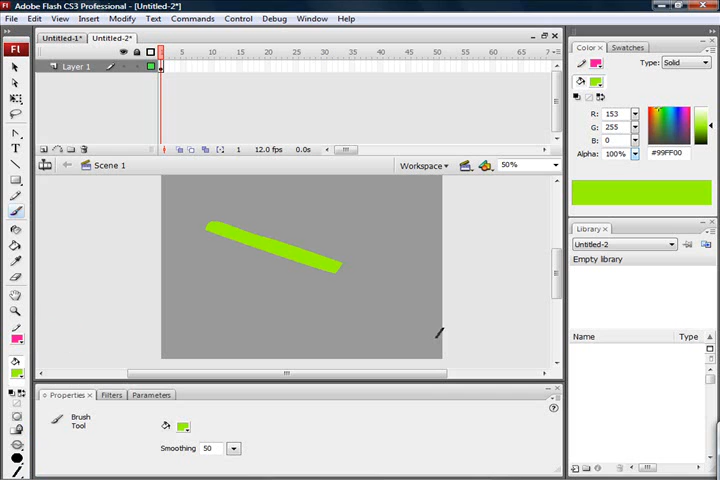 Adobe Flash CS3 Professional - [Untitled-2*]
File Edit View Insert Modify Text Commands Control Debug Window Help
Fl
Untitled-1* Untitled-2*
5 10 15 20 25 30 35 40 45 50 55 60 65 7
Layer 1
1 12.0 fps 0.0s
Scene 1 Workspace 50%
T
Properties Filters Parameters
Brush
Tool
Smoothing 50
Color Swatches
Type: Solid
R: 153
G: 255
B: 0
Alpha: 100% #99FF00
Library
Untitled-2
Empty library
Name Type